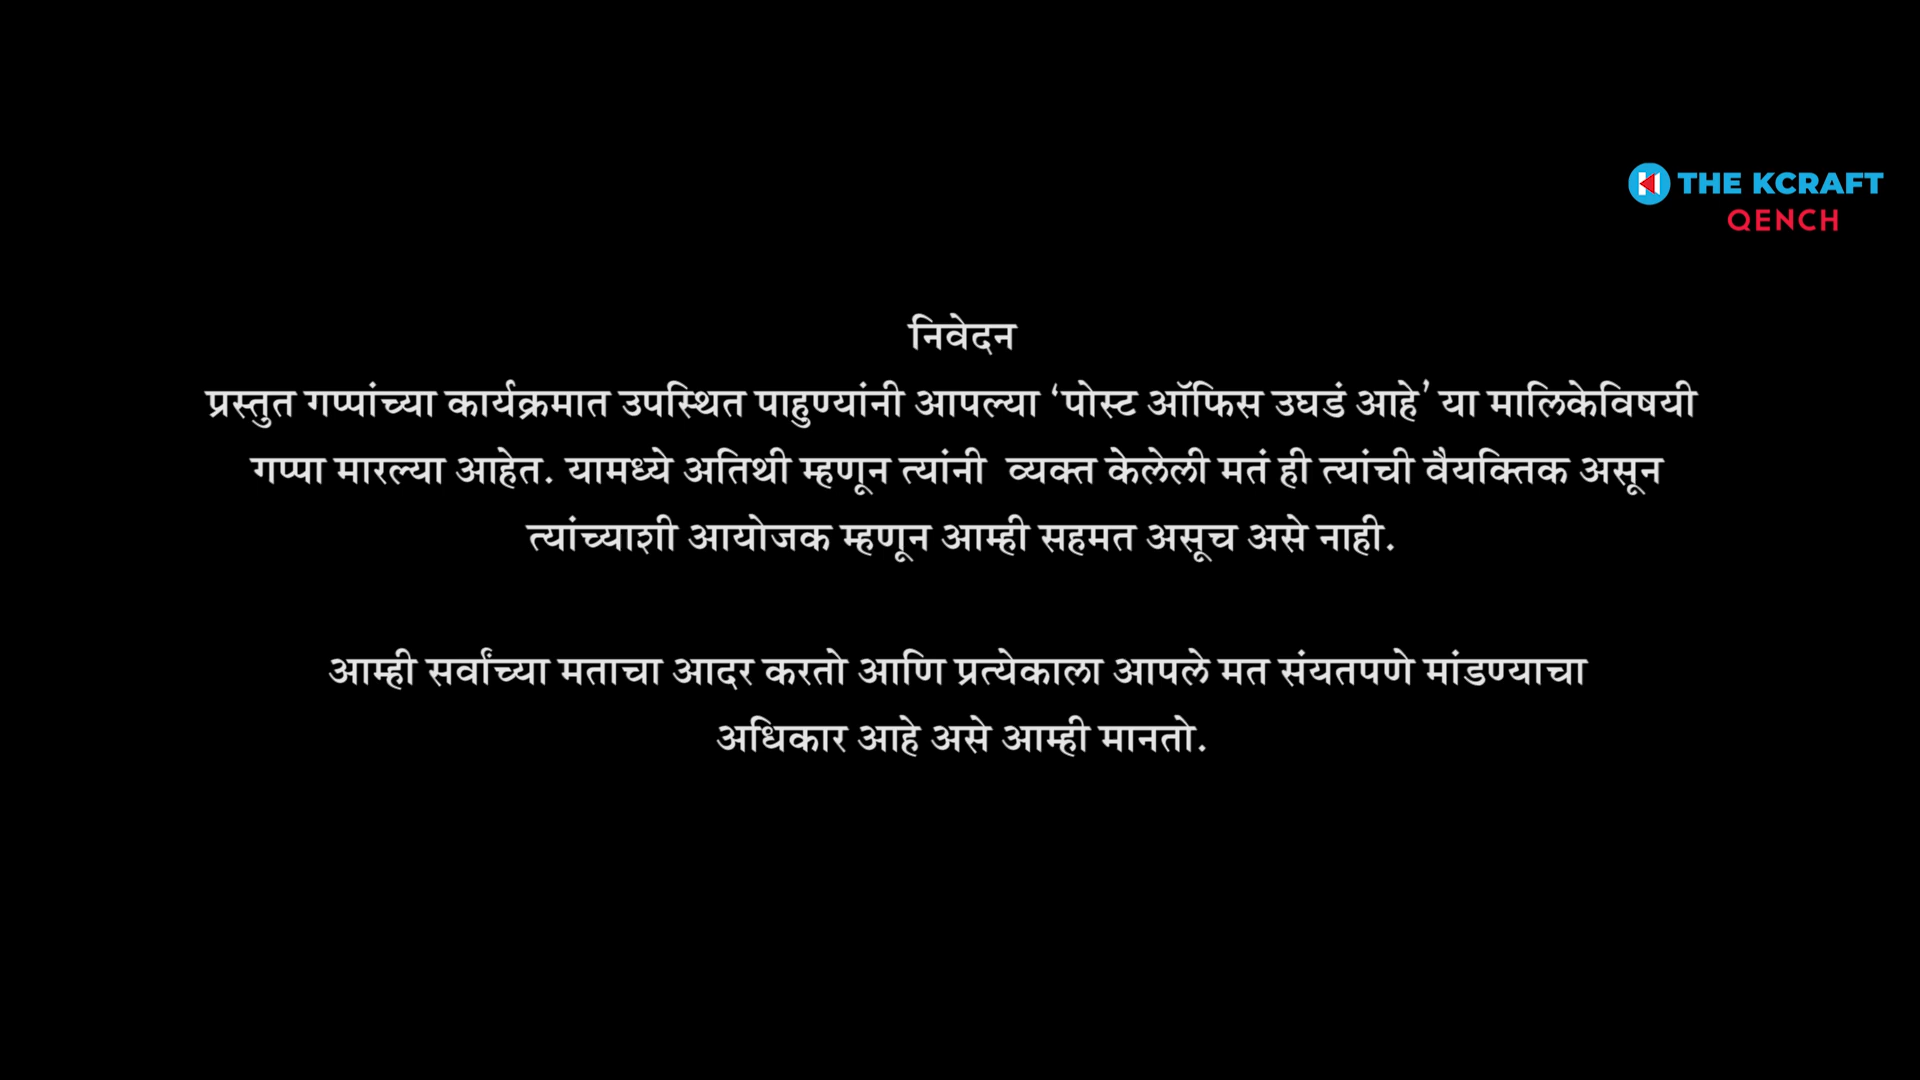 THE KCRAFT
QENCH
निवेदन
प्रस्तुत गप्पांच्या कार्यक्रमात उपस्थित पाहुण्यांनी आपल्या ‘पोस्ट ऑफिस उघडं आहे’ या मालिकेविषयी
गप्पा मारल्या आहेत. यामध्ये अतिथी म्हणून त्यांनी  व्यक्त केलेली मतं ही त्यांची वैयक्तिक असून
त्यांच्याशी आयोजक म्हणून आम्ही सहमत असूच असे नाही.
आम्ही सर्वांच्या मताचा आदर करतो आणि प्रत्येकाला आपले मत संयतपणे मांडण्याचा
अधिकार आहे असे आम्ही मानतो.